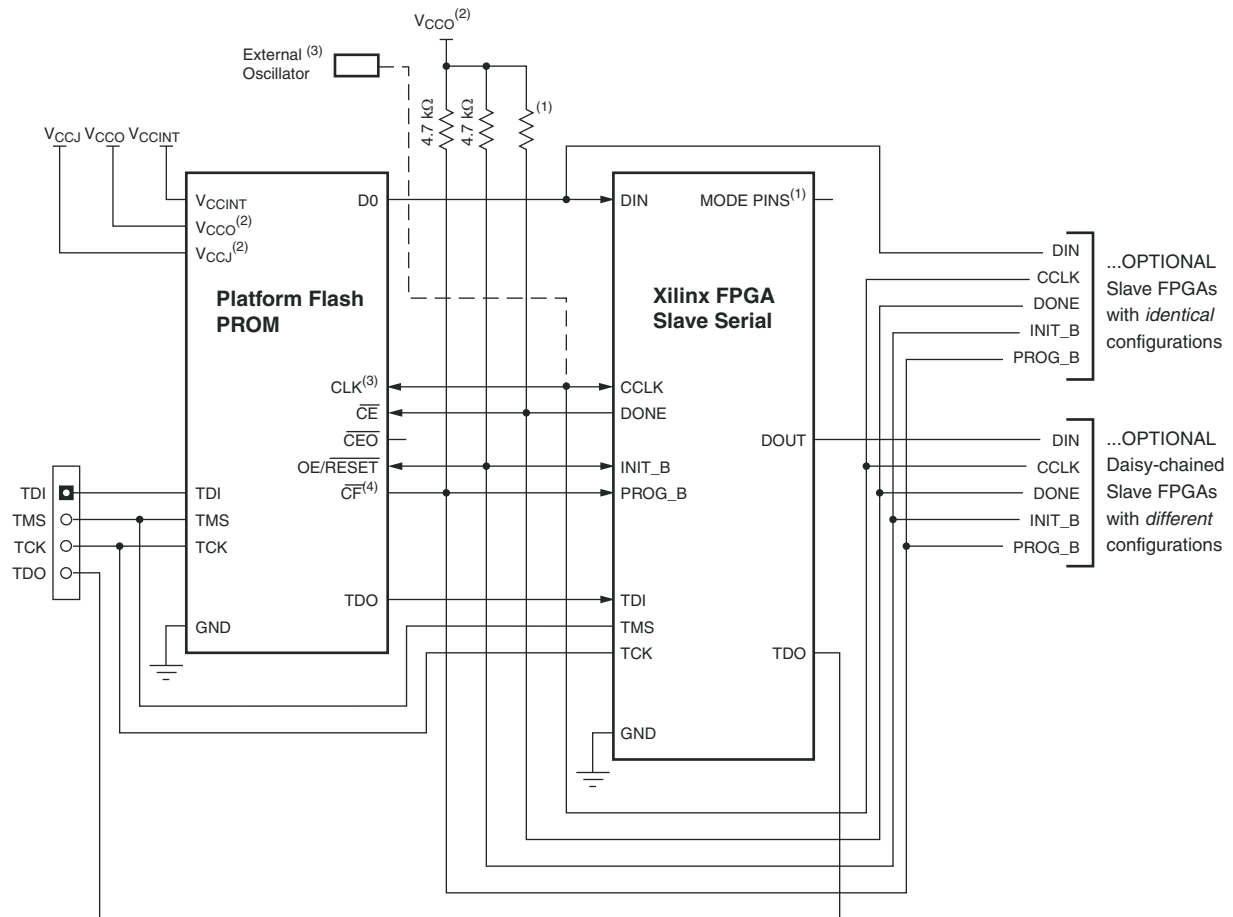 VCCO(2)
External (3)
Oscillator
4.7 kΩ
4.7 kΩ
(1)
VCCJ VCCO VCCINT
VCCINT
VCCO(2)
VCCJ(2)
D0
Platform Flash
PROM
CLK(3)
CE
CEO
OE/RESET
CF(4)
TDI
TMS
TCK
TDO
GND
TDI
TMS
TCK
TDO
DIN
MODE PINS(1)
Xilinx FPGA
Slave Serial
CCLK
DONE
DOUT
INIT_B
PROG_B
TDI
TMS
TCK
TDO
GND
DIN
CCLK
DONE
INIT_B
PROG_B
...OPTIONAL
Slave FPGAs
with identical
configurations
DIN
CCLK
DONE
INIT_B
PROG_B
...OPTIONAL
Daisy-chained
Slave FPGAs
with different
configurations